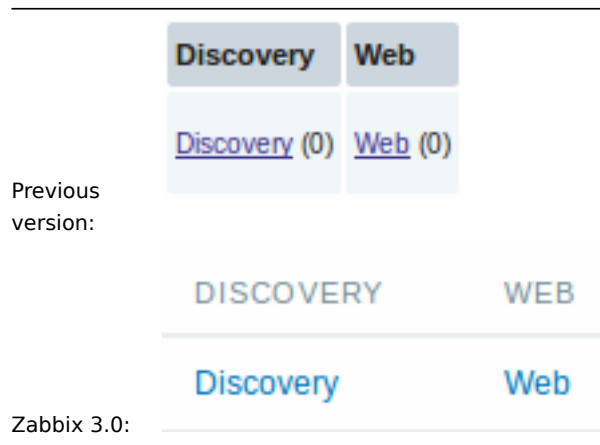 Discovery Web
Discovery (0) Web (0)
Previous
version:
DISCOVERY WEB
Discovery Web
Zabbix 3.0: